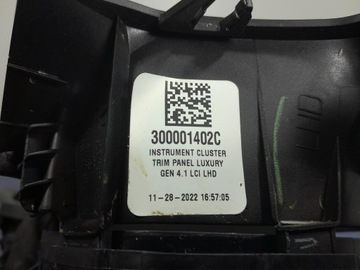 300001402C
INSTRUMENT CLUSTER
TRIM PANEL LUXURY
GEN 4.1 LCI LHD
11-28-2022 16:57:05